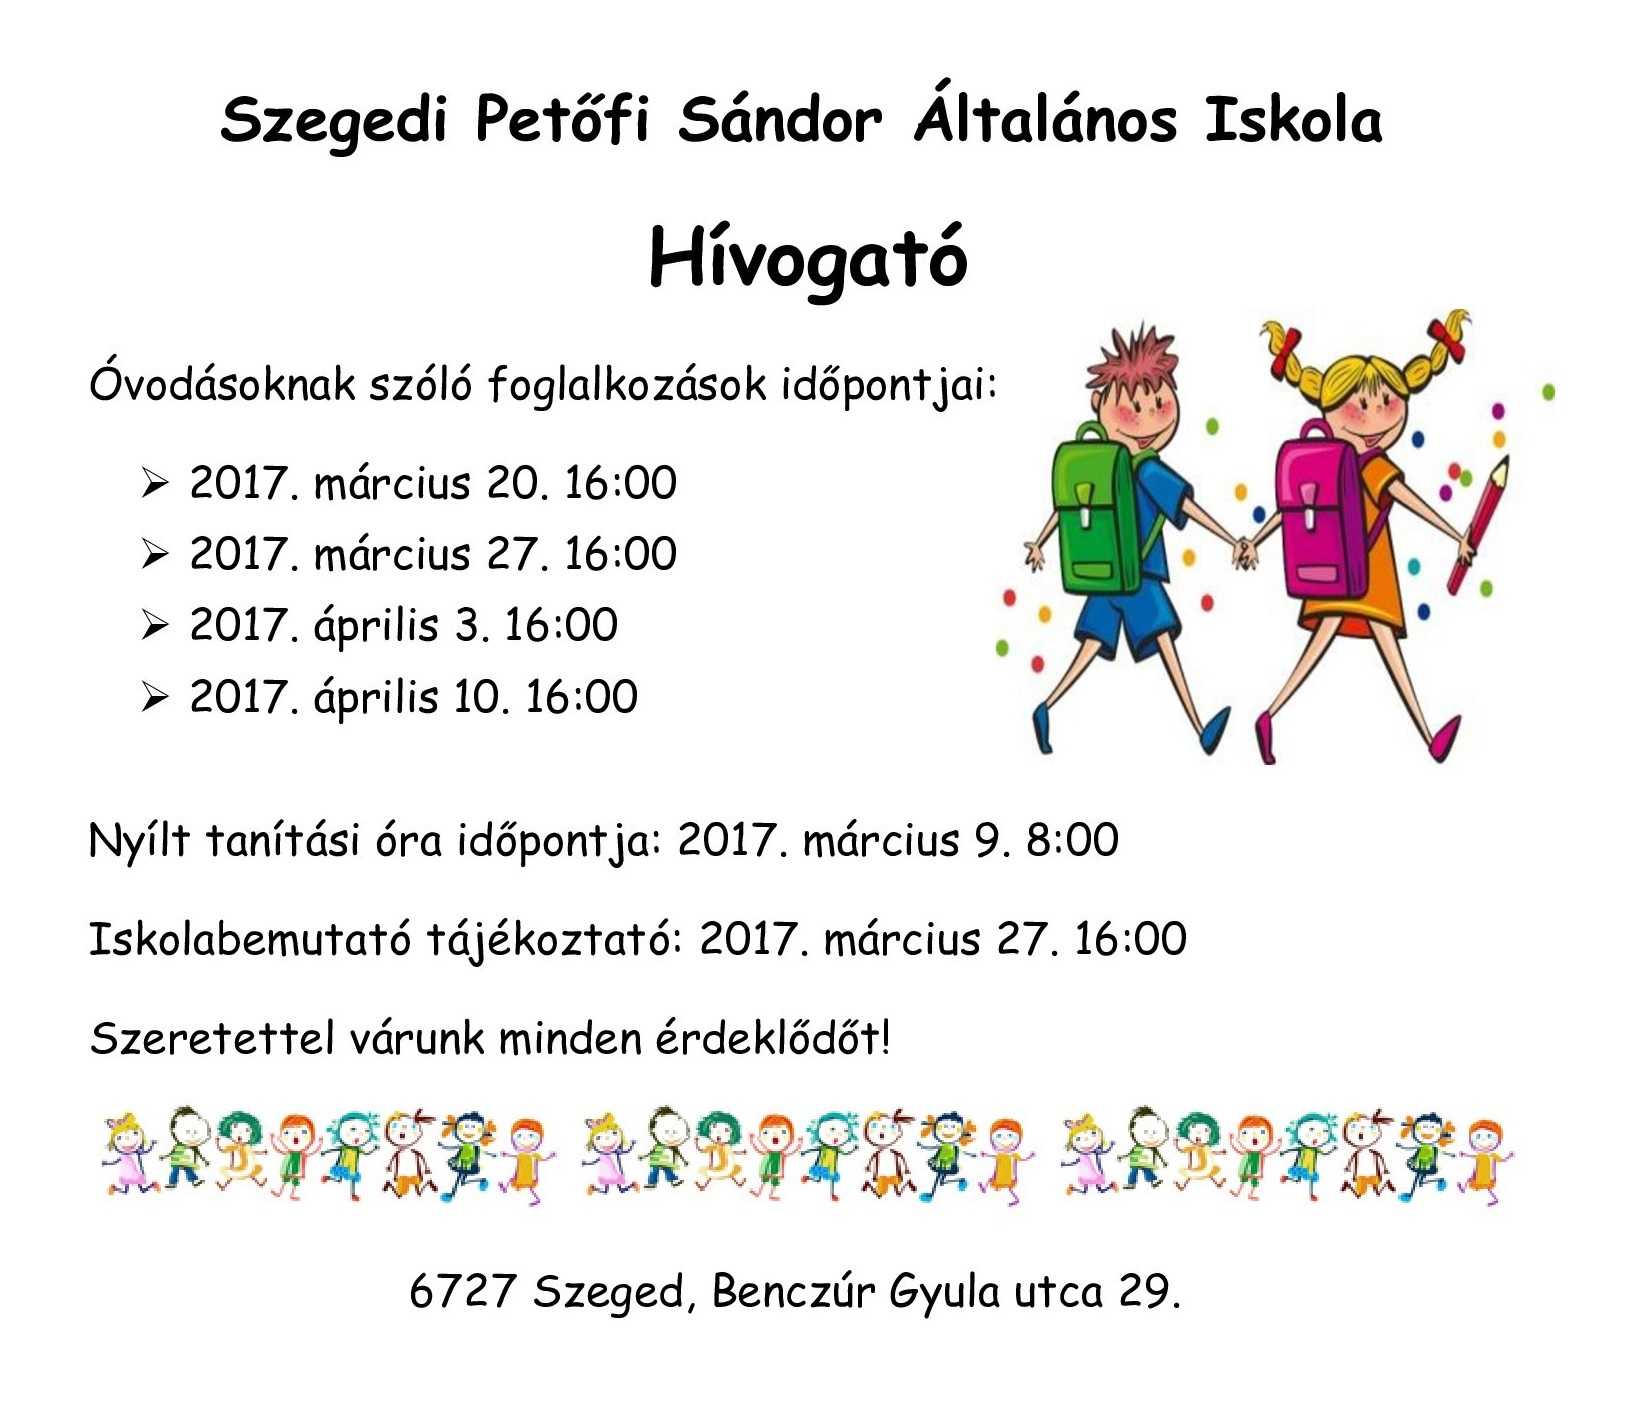 Szegedi Petőfi Sándor Általános Iskola
Hívogató
Óvodásoknak szóló foglalkozások időpontjai:
➢ 2017. március 20. 16:00
➢ 2017. március 27. 16:00
➢ 2017. április 3. 16:00
➢ 2017. április 10. 16:00
Nyílt tanítási óra időpontja: 2017. március 9. 8:00
Iskolabemutató tájékoztató: 2017. március 27. 16:00
Szeretettel várunk minden érdeklődőt!
6727 Szeged, Benczúr Gyula utca 29.